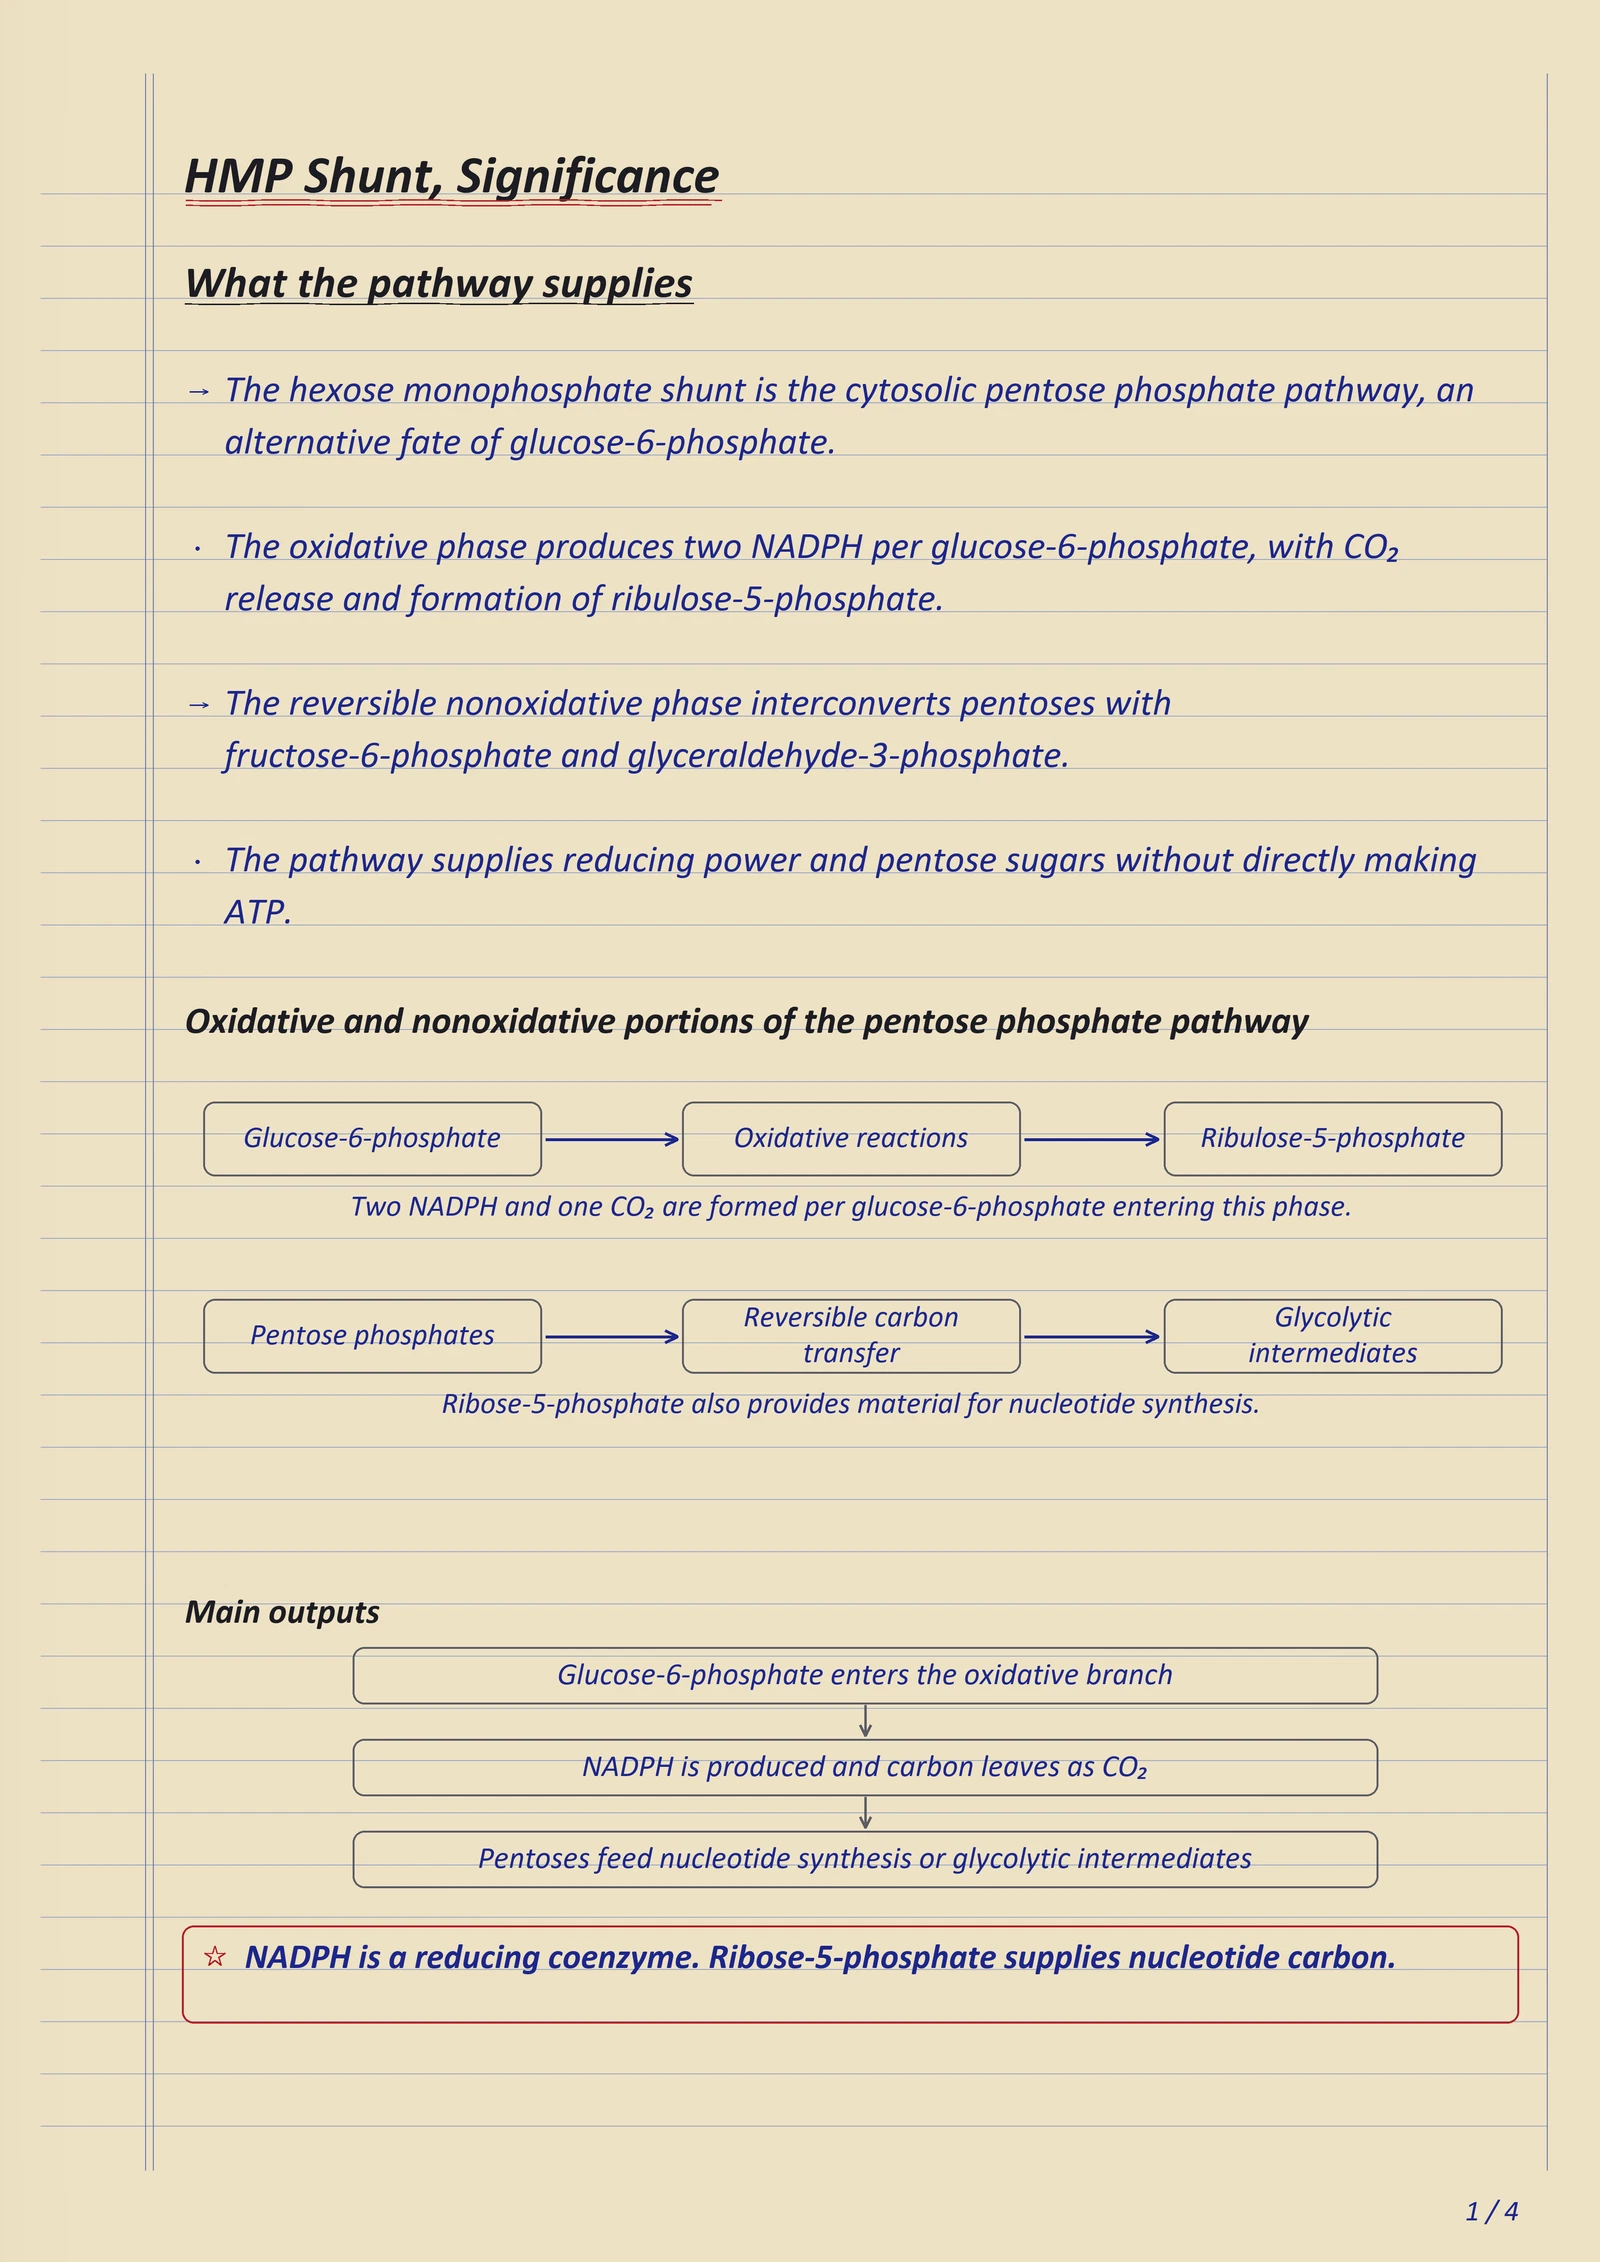 HMP Shunt, Significance
What the pathway supplies
→ The hexose monophosphate shunt is the cytosolic pentose phosphate pathway, an
alternative fate of glucose-6-phosphate.
· The oxidative phase produces two NADPH per glucose-6-phosphate, with CO₂
release and formation of ribulose-5-phosphate.
→ The reversible nonoxidative phase interconverts pentoses with
fructose-6-phosphate and glyceraldehyde-3-phosphate.
· The pathway supplies reducing power and pentose sugars without directly making
ATP.
Oxidative and nonoxidative portions of the pentose phosphate pathway
Glucose-6-phosphate
Oxidative reactions
Ribulose-5-phosphate
Two NADPH and one CO₂ are formed per glucose-6-phosphate entering this phase.
Pentose phosphates
Reversible carbon
transfer
Glycolytic
intermediates
Ribose-5-phosphate also provides material for nucleotide synthesis.
Main outputs
Glucose-6-phosphate enters the oxidative branch
NADPH is produced and carbon leaves as CO₂
Pentoses feed nucleotide synthesis or glycolytic intermediates
☆ NADPH is a reducing coenzyme. Ribose-5-phosphate supplies nucleotide carbon.
1 / 4